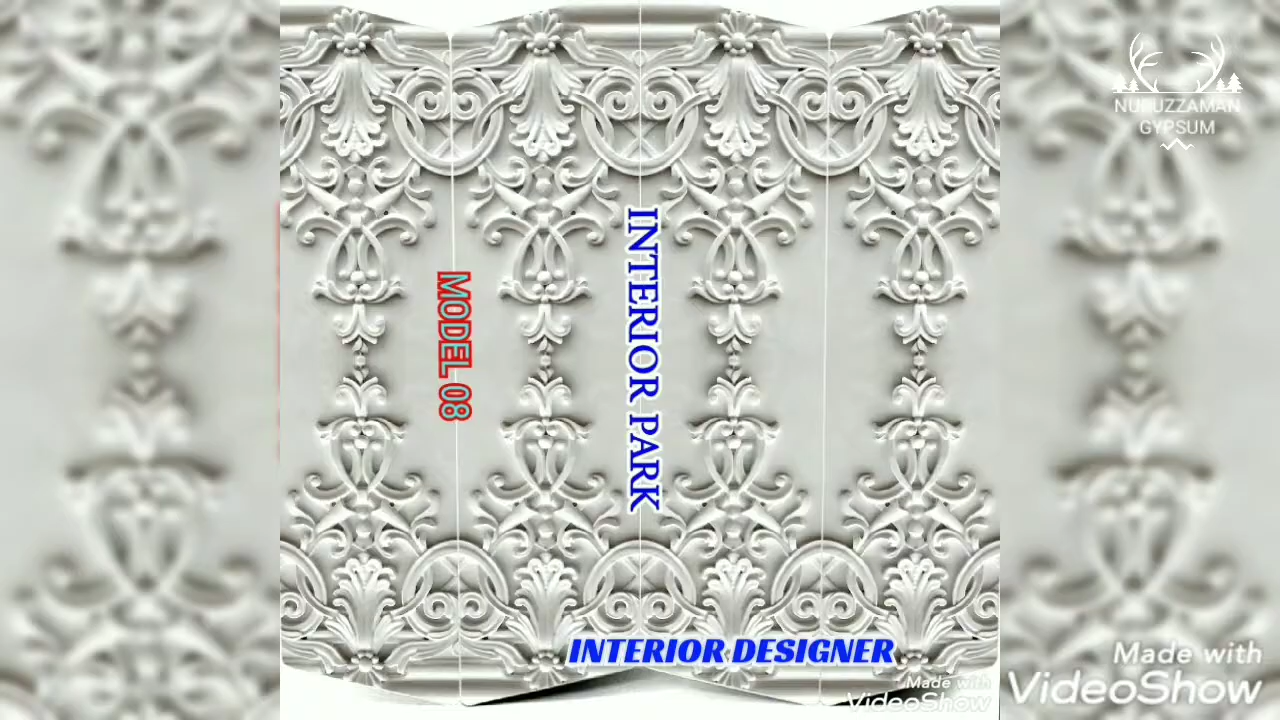 NURUZZAMAN
GYPSUM
INTERIOR PARK
MODEL 08
INTERIOR DESIGNER
Made with
VideoShow
Made with
VideoShow